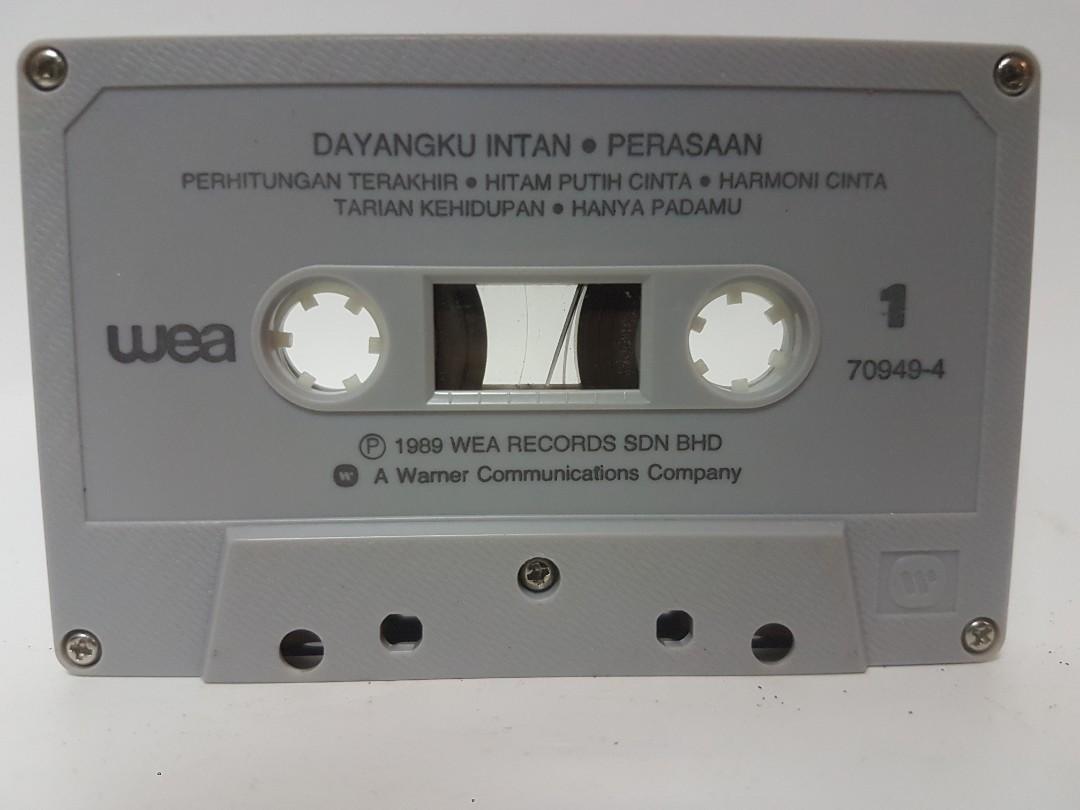 DAYANGKU INTAN • PERASAAN
PERHITUNGAN TERAKHIR • HITAM PUTIH CINTA • HARMONI CINTA
TARIAN KEHIDUPAN • HANYA PADAMU
wea
1
70949-4
Ⓟ 1989 WEA RECORDS SDN BHD
W A Warner Communications Company
W